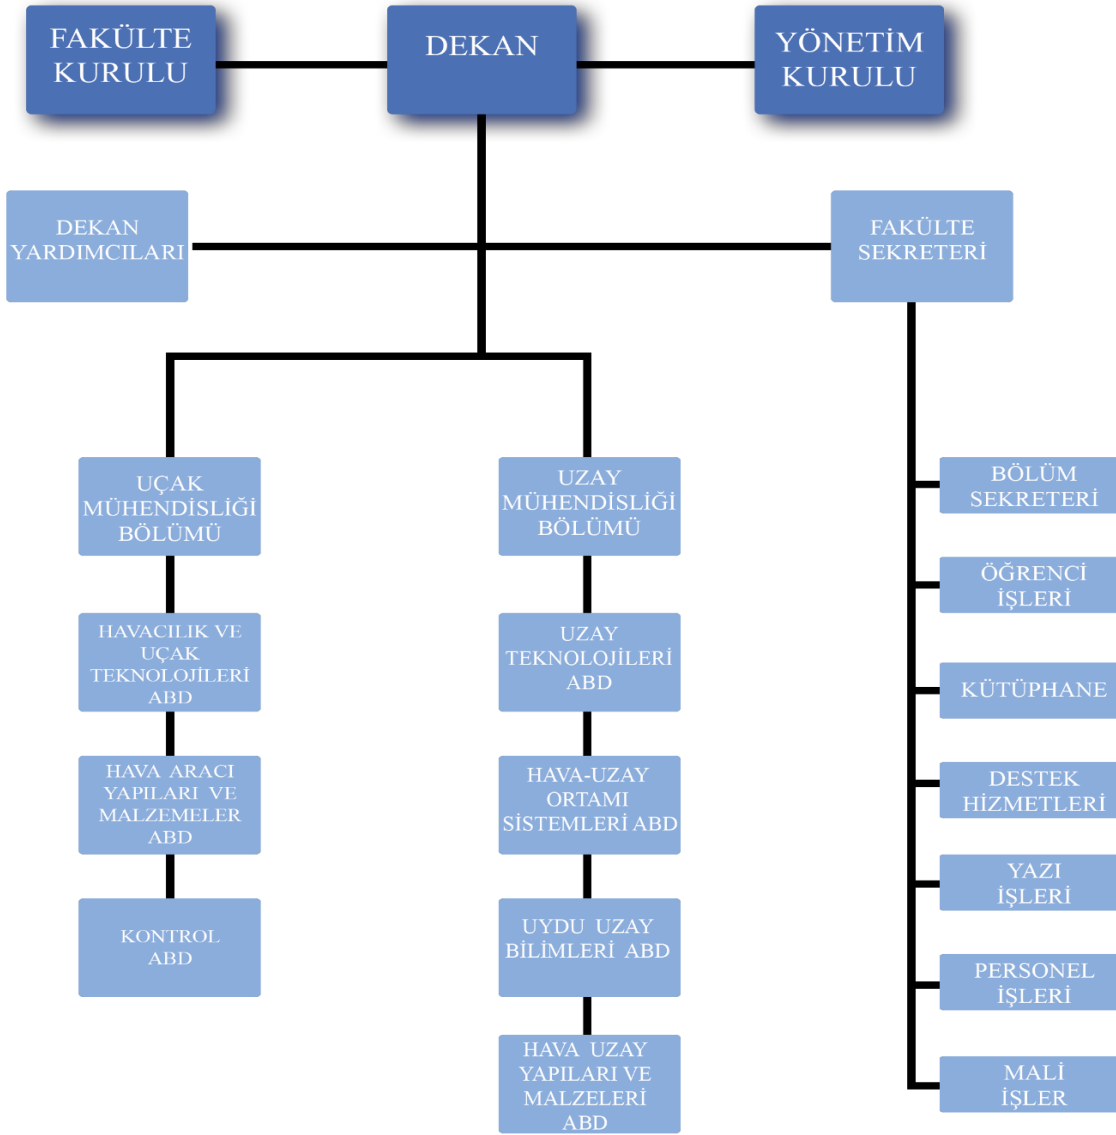 FAKÜLTE
KURULU
DEKAN
YÖNETİM
KURULU
DEKAN
YARDIMCILARI
FAKÜLTE
SEKRETERİ
UÇAK
MÜHENDİSLİĞİ
BÖLÜMÜ
HAVACILIK VE
UÇAK
TEKNOLOJİLERİ
ABD
HAVA ARACI
YAPILARI VE
MALZEMELER
ABD
KONTROL
ABD
UZAY
MÜHENDİSLİĞİ
BÖLÜMÜ
UZAY
TEKNOLOJİLERİ
ABD
HAVA-UZAY
ORTAMI
SİSTEMLERİ ABD
UYDU UZAY
BİLİMLERİ ABD
HAVA UZAY
YAPILARI VE
MALZELERİ
ABD
BÖLÜM
SEKRETERİ
ÖĞRENCİ
İŞLERİ
KÜTÜPHANE
DESTEK
HİZMETLERİ
YAZI
İŞLERİ
PERSONEL
İŞLERİ
MALİ
İŞLER